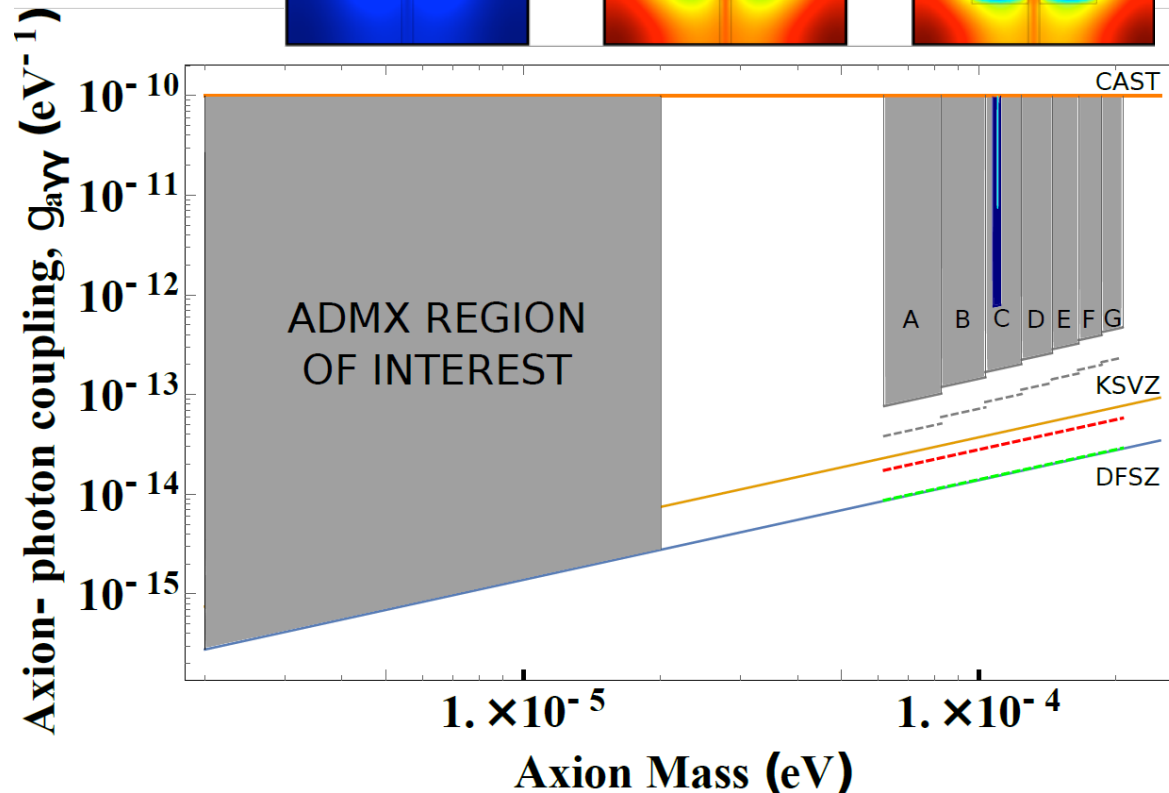 Axion- photon coupling, gaγγ (eV⁻¹)
10⁻¹⁰
10⁻¹¹
10⁻¹²
10⁻¹³
10⁻¹⁴
10⁻¹⁵
CAST
ADMX REGION
OF INTEREST
A B C D E F G
KSVZ
DFSZ
1. ×10⁻⁵ 1. ×10⁻⁴
Axion Mass (eV)